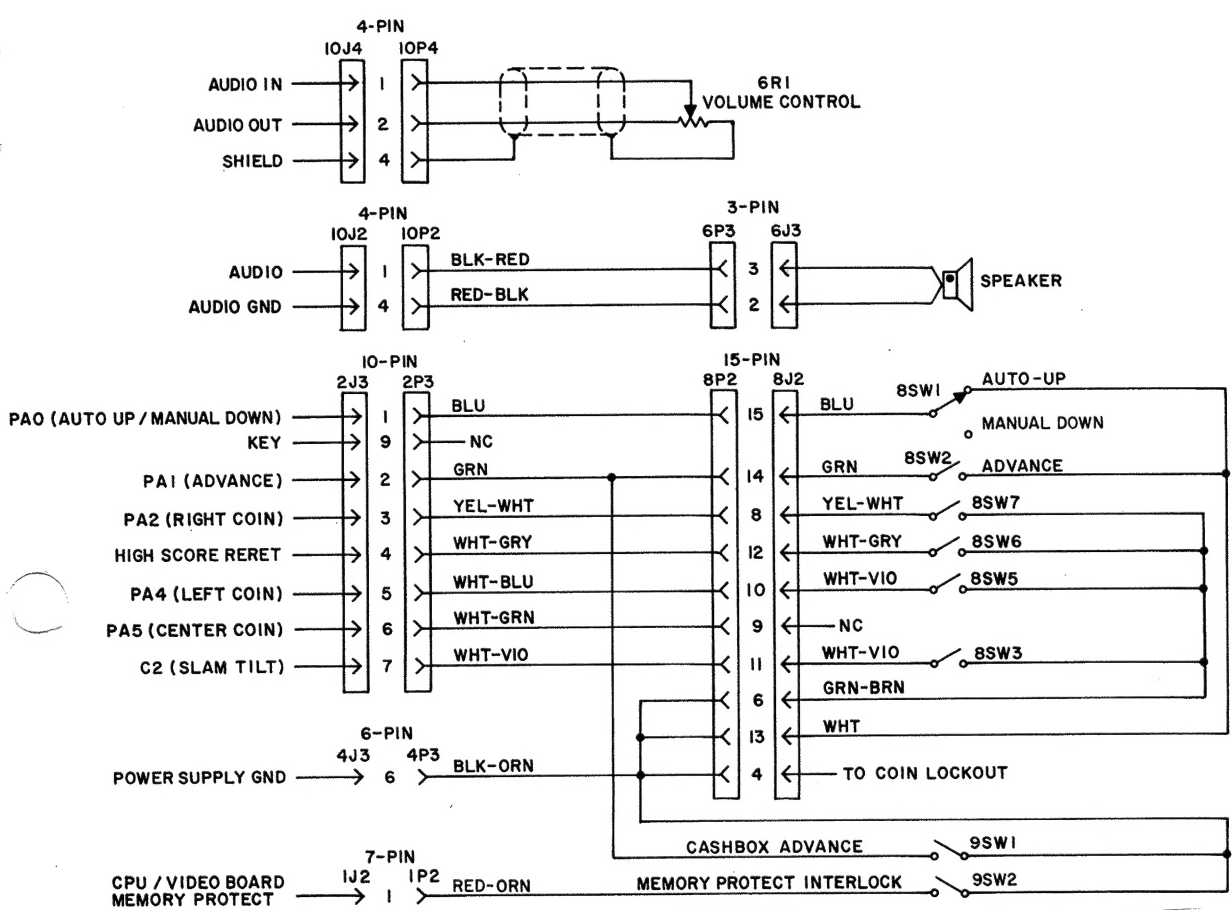 4-PIN
10J4 10P4
AUDIO IN 1
6R1
VOLUME CONTROL
AUDIO OUT 2
SHIELD 4
4-PIN 3-PIN
10J2 10P2 6P3 6J3
AUDIO 1 BLK-RED 3
SPEAKER
AUDIO GND 4 RED-BLK 2
10-PIN 15-PIN
2J3 2P3 8P2 8J2
PA0 (AUTO UP / MANUAL DOWN) 1 BLU 15 BLU 8SW1 AUTO-UP
MANUAL DOWN
KEY 9 NC
PA1 (ADVANCE) 2 GRN 14 GRN 8SW2 ADVANCE
PA2 (RIGHT COIN) 3 YEL-WHT 8 YEL-WHT 8SW7
HIGH SCORE RERET 4 WHT-GRY 12 WHT-GRY 8SW6
PA4 (LEFT COIN) 5 WHT-BLU 10 WHT-VIO 8SW5
PA5 (CENTER COIN) 6 WHT-GRN 9 NC
C2 (SLAM TILT) 7 WHT-VIO 11 WHT-VIO 8SW3
6 GRN-BRN
13 WHT
6-PIN
4J3 4P3
POWER SUPPLY GND 6 BLK-ORN 4 TO COIN LOCKOUT
CASHBOX ADVANCE 9SW1
7-PIN
1J2 1P2
CPU / VIDEO BOARD
MEMORY PROTECT 1 RED-ORN MEMORY PROTECT INTERLOCK 9SW2